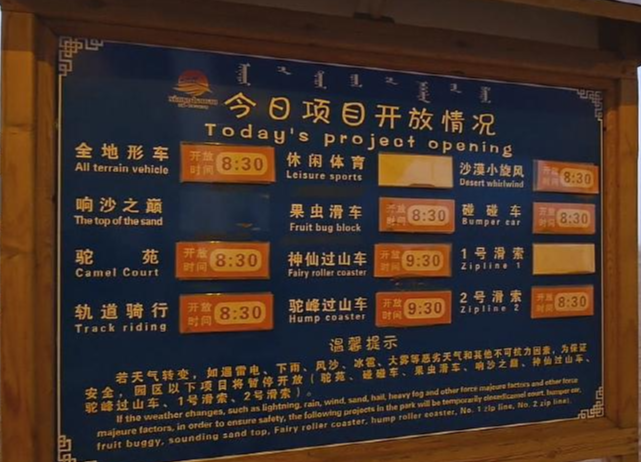 今日项目开放情况
Today's project opening
全地形车 开放时间 8:30
All terrain vehicle
休闲体育
Leisure sports
沙漠小旋风 开放时间 8:30
Desert whirlwind
响沙之巅
The top of the sand
果虫滑车 开放时间 8:30
Fruit bug block
碰碰车 开放时间 8:30
Bumper car
驼苑 开放时间 8:30
Camel Court
神仙过山车 开放时间 9:30
Fairy roller coaster
1号滑索
Zipline 1
轨道骑行 开放时间 8:30
Track riding
驼峰过山车 开放时间 9:30
Hump coaster
2号滑索 开放时间 8:30
Zipline 2
温馨提示
若天气转变，如遇雷电、下雨、风沙、冰雹、大雾等恶劣天气和其他不可抗力因素，为保证
安全，园区以下项目将暂停开放（驼苑、碰碰车、果虫滑车、响沙之巅、神仙过山车、
驼峰过山车、1号滑索、2号滑索）。
If the weather changes, such as lightning, rain, wind, sand, hail, heavy fog and other force majeure factors and other force
majeure factors, in order to ensure safety, the following projects in the park will be temporarily closed(camel court, bumper car,
fruit buggy, sounding sand top, Fairy roller coaster, hump roller coaster, No. 1 zip line, No. 2 zip line).